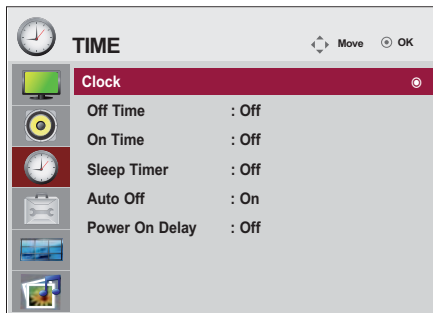 TIME Move OK
Clock
Off Time : Off
On Time : Off
Sleep Timer : Off
Auto Off : On
Power On Delay : Off